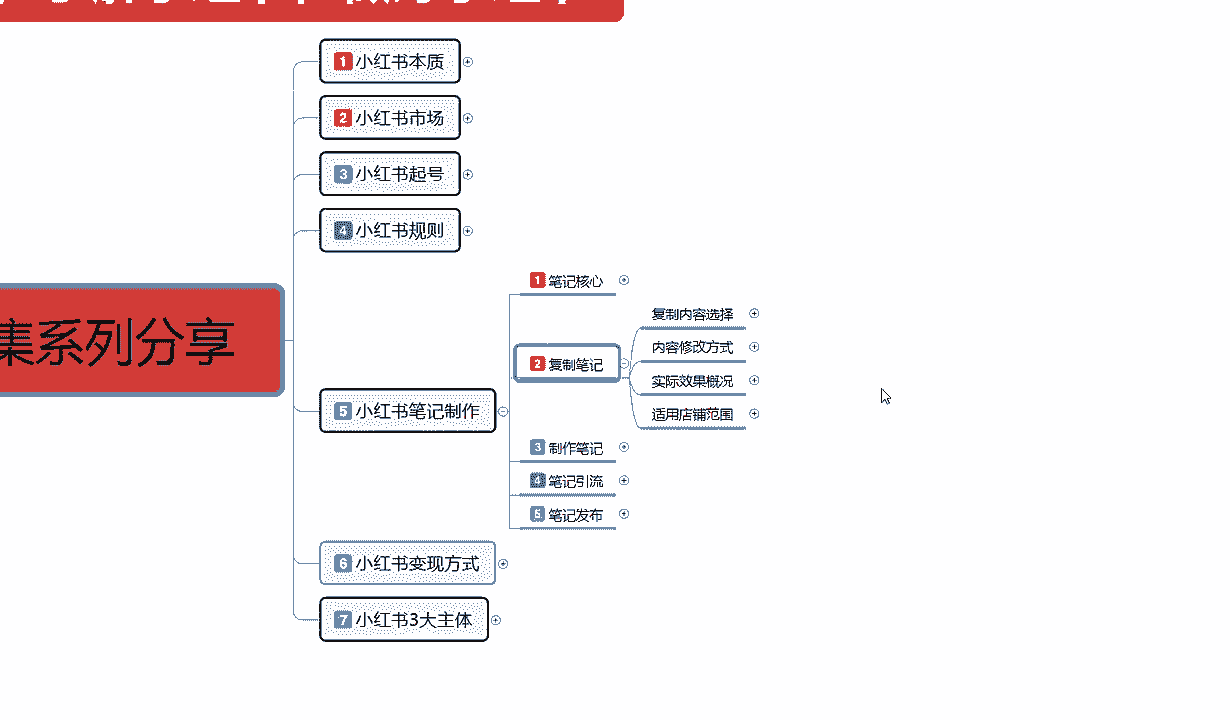 1 小红书本质
2 小红书市场
3 小红书起号
4 小红书规则
集系列分享
5 小红书笔记制作
1 笔记核心
2 复制笔记
复制内容选择
内容修改方式
实际效果概况
适用店铺范围
3 制作笔记
4 笔记引流
5 笔记发布
6 小红书变现方式
7 小红书3大主体